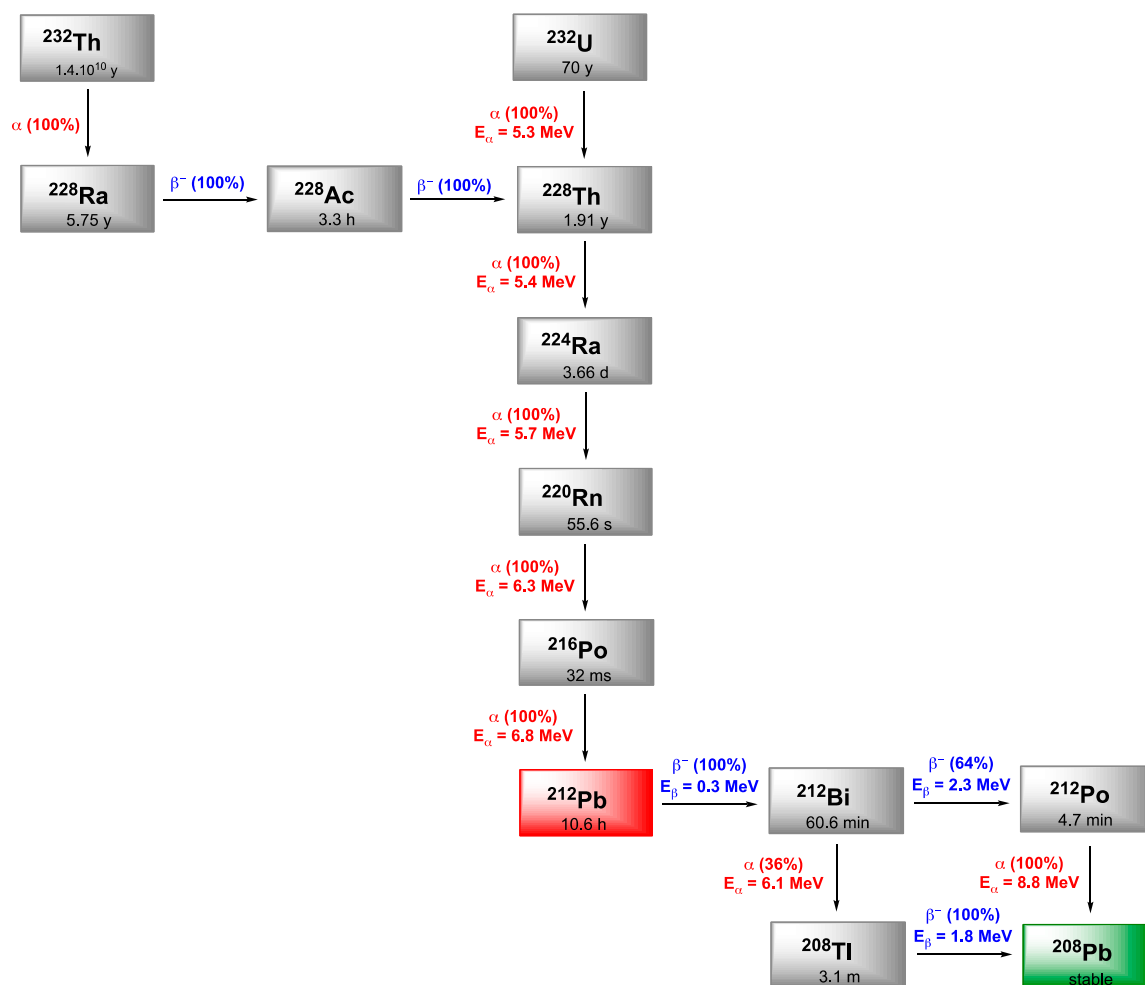 ²³²Th
1.4.10¹⁰ y
²³²U
70 y
α (100%)
α (100%)
Eα = 5.3 MeV
²²⁸Ra
5.75 y
β⁻ (100%)
²²⁸Ac
3.3 h
β⁻ (100%)
²²⁸Th
1.91 y
α (100%)
Eα = 5.4 MeV
²²⁴Ra
3.66 d
α (100%)
Eα = 5.7 MeV
²²⁰Rn
55.6 s
α (100%)
Eα = 6.3 MeV
²¹⁶Po
32 ms
α (100%)
Eα = 6.8 MeV
²¹²Pb
10.6 h
β⁻ (100%)
Eβ = 0.3 MeV
²¹²Bi
60.6 min
β⁻ (64%)
Eβ = 2.3 MeV
²¹²Po
4.7 min
α (36%)
Eα = 6.1 MeV
α (100%)
Eα = 8.8 MeV
²⁰⁸Tl
3.1 m
β⁻ (100%)
Eβ = 1.8 MeV
²⁰⁸Pb
stable